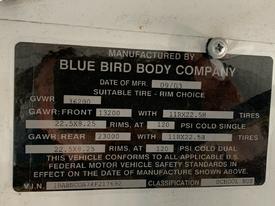 MANUFACTURED BY
BLUE BIRD BODY COMPANY
DATE OF MFR. 09/03
SUITABLE TIRE - RIM CHOICE
GVWR 36200
GAWR: FRONT 13200 WITH 11RX22.5H TIRES
22.5X8.25 RIMS, AT 120 PSI COLD SINGLE
GAWR: REAR 23000 WITH 11RX22.5H TIRES
22.5X8.25 RIMS, AT 120 PSI COLD DUAL
THIS VEHICLE CONFORMS TO ALL APPLICABLE U.S.
FEDERAL MOTOR VEHICLE SAFETY STANDARDS IN
EFFECT ON THE DATE OF MANUFACTURE SHOWN ABOVE.
V.I.N. CLASSIFICATION SCHOOL BUS